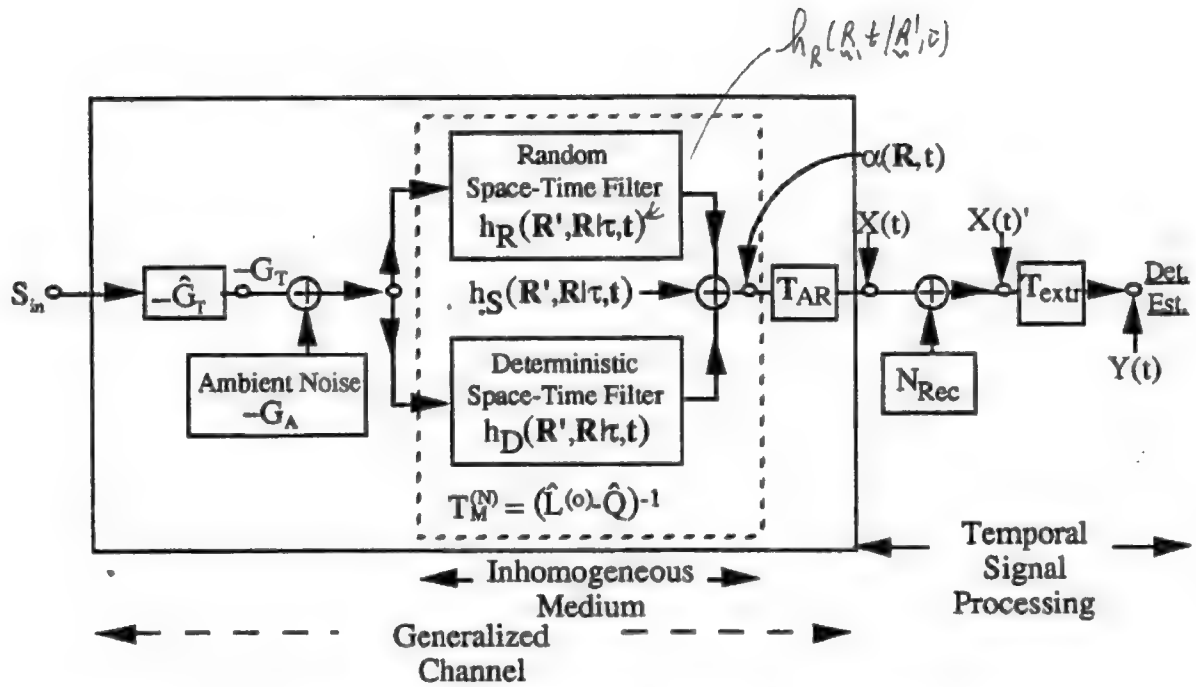 h_R(R, t/R', τ)
Random
Space-Time Filter
h_R(R',R|τ,t)
α(R,t)
X(t)
X(t)'
S_in
-Ĝ_T
-G_T
h_S(R',R|τ,t)
T_AR
T_extr
Det.
Est.
Ambient Noise
-G_A
Deterministic
Space-Time Filter
h_D(R',R|τ,t)
N_Rec
Y(t)
T_M^(N) = (L̂^(o)-Q̂)^-1
Inhomogeneous
Medium
Temporal
Signal
Processing
Generalized
Channel